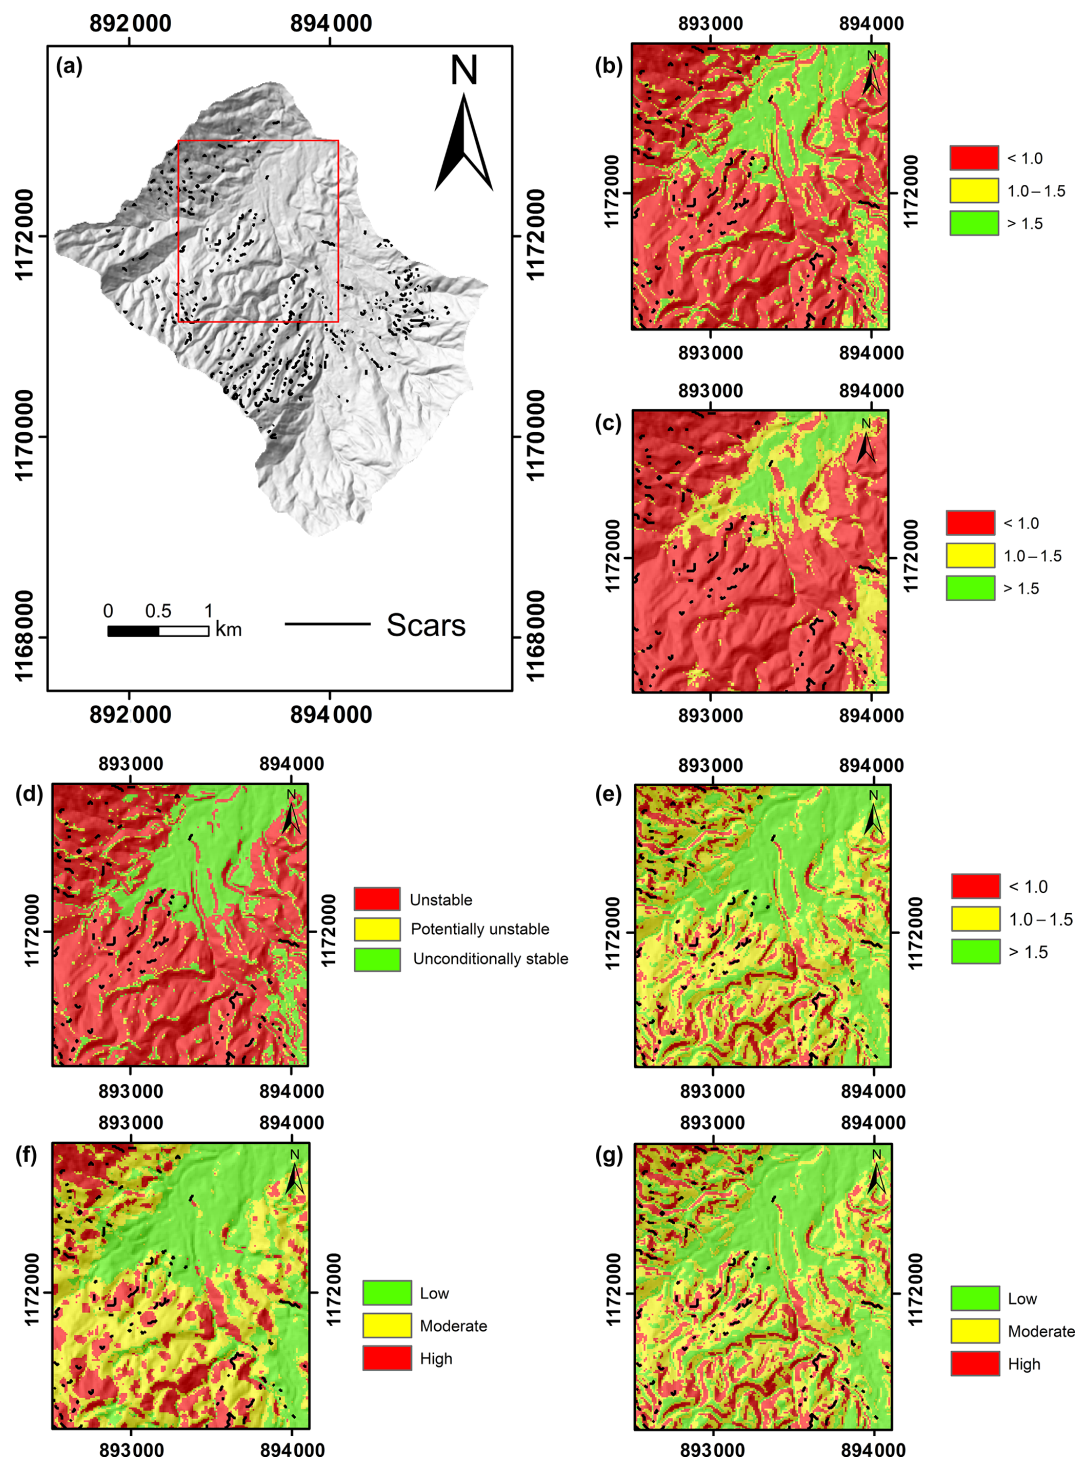 892000 894000
(a)
N
1172000 1172000
1170000 1170000
0 0.5 1
km
Scars
1168000 1168000
892000 894000
893000 894000
(b)
N
1172000 1172000
< 1.0
1.0 – 1.5
> 1.5
893000 894000
893000 894000
(c)
N
1172000 1172000
< 1.0
1.0 – 1.5
> 1.5
893000 894000
893000 894000
(d)
N
1172000 1172000
Unstable
Potentially unstable
Unconditionally stable
893000 894000
893000 894000
(e)
N
1172000 1172000
< 1.0
1.0 – 1.5
> 1.5
893000 894000
893000 894000
(f)
N
1172000 1172000
Low
Moderate
High
893000 894000
893000 894000
(g)
N
1172000 1172000
Low
Moderate
High
893000 894000